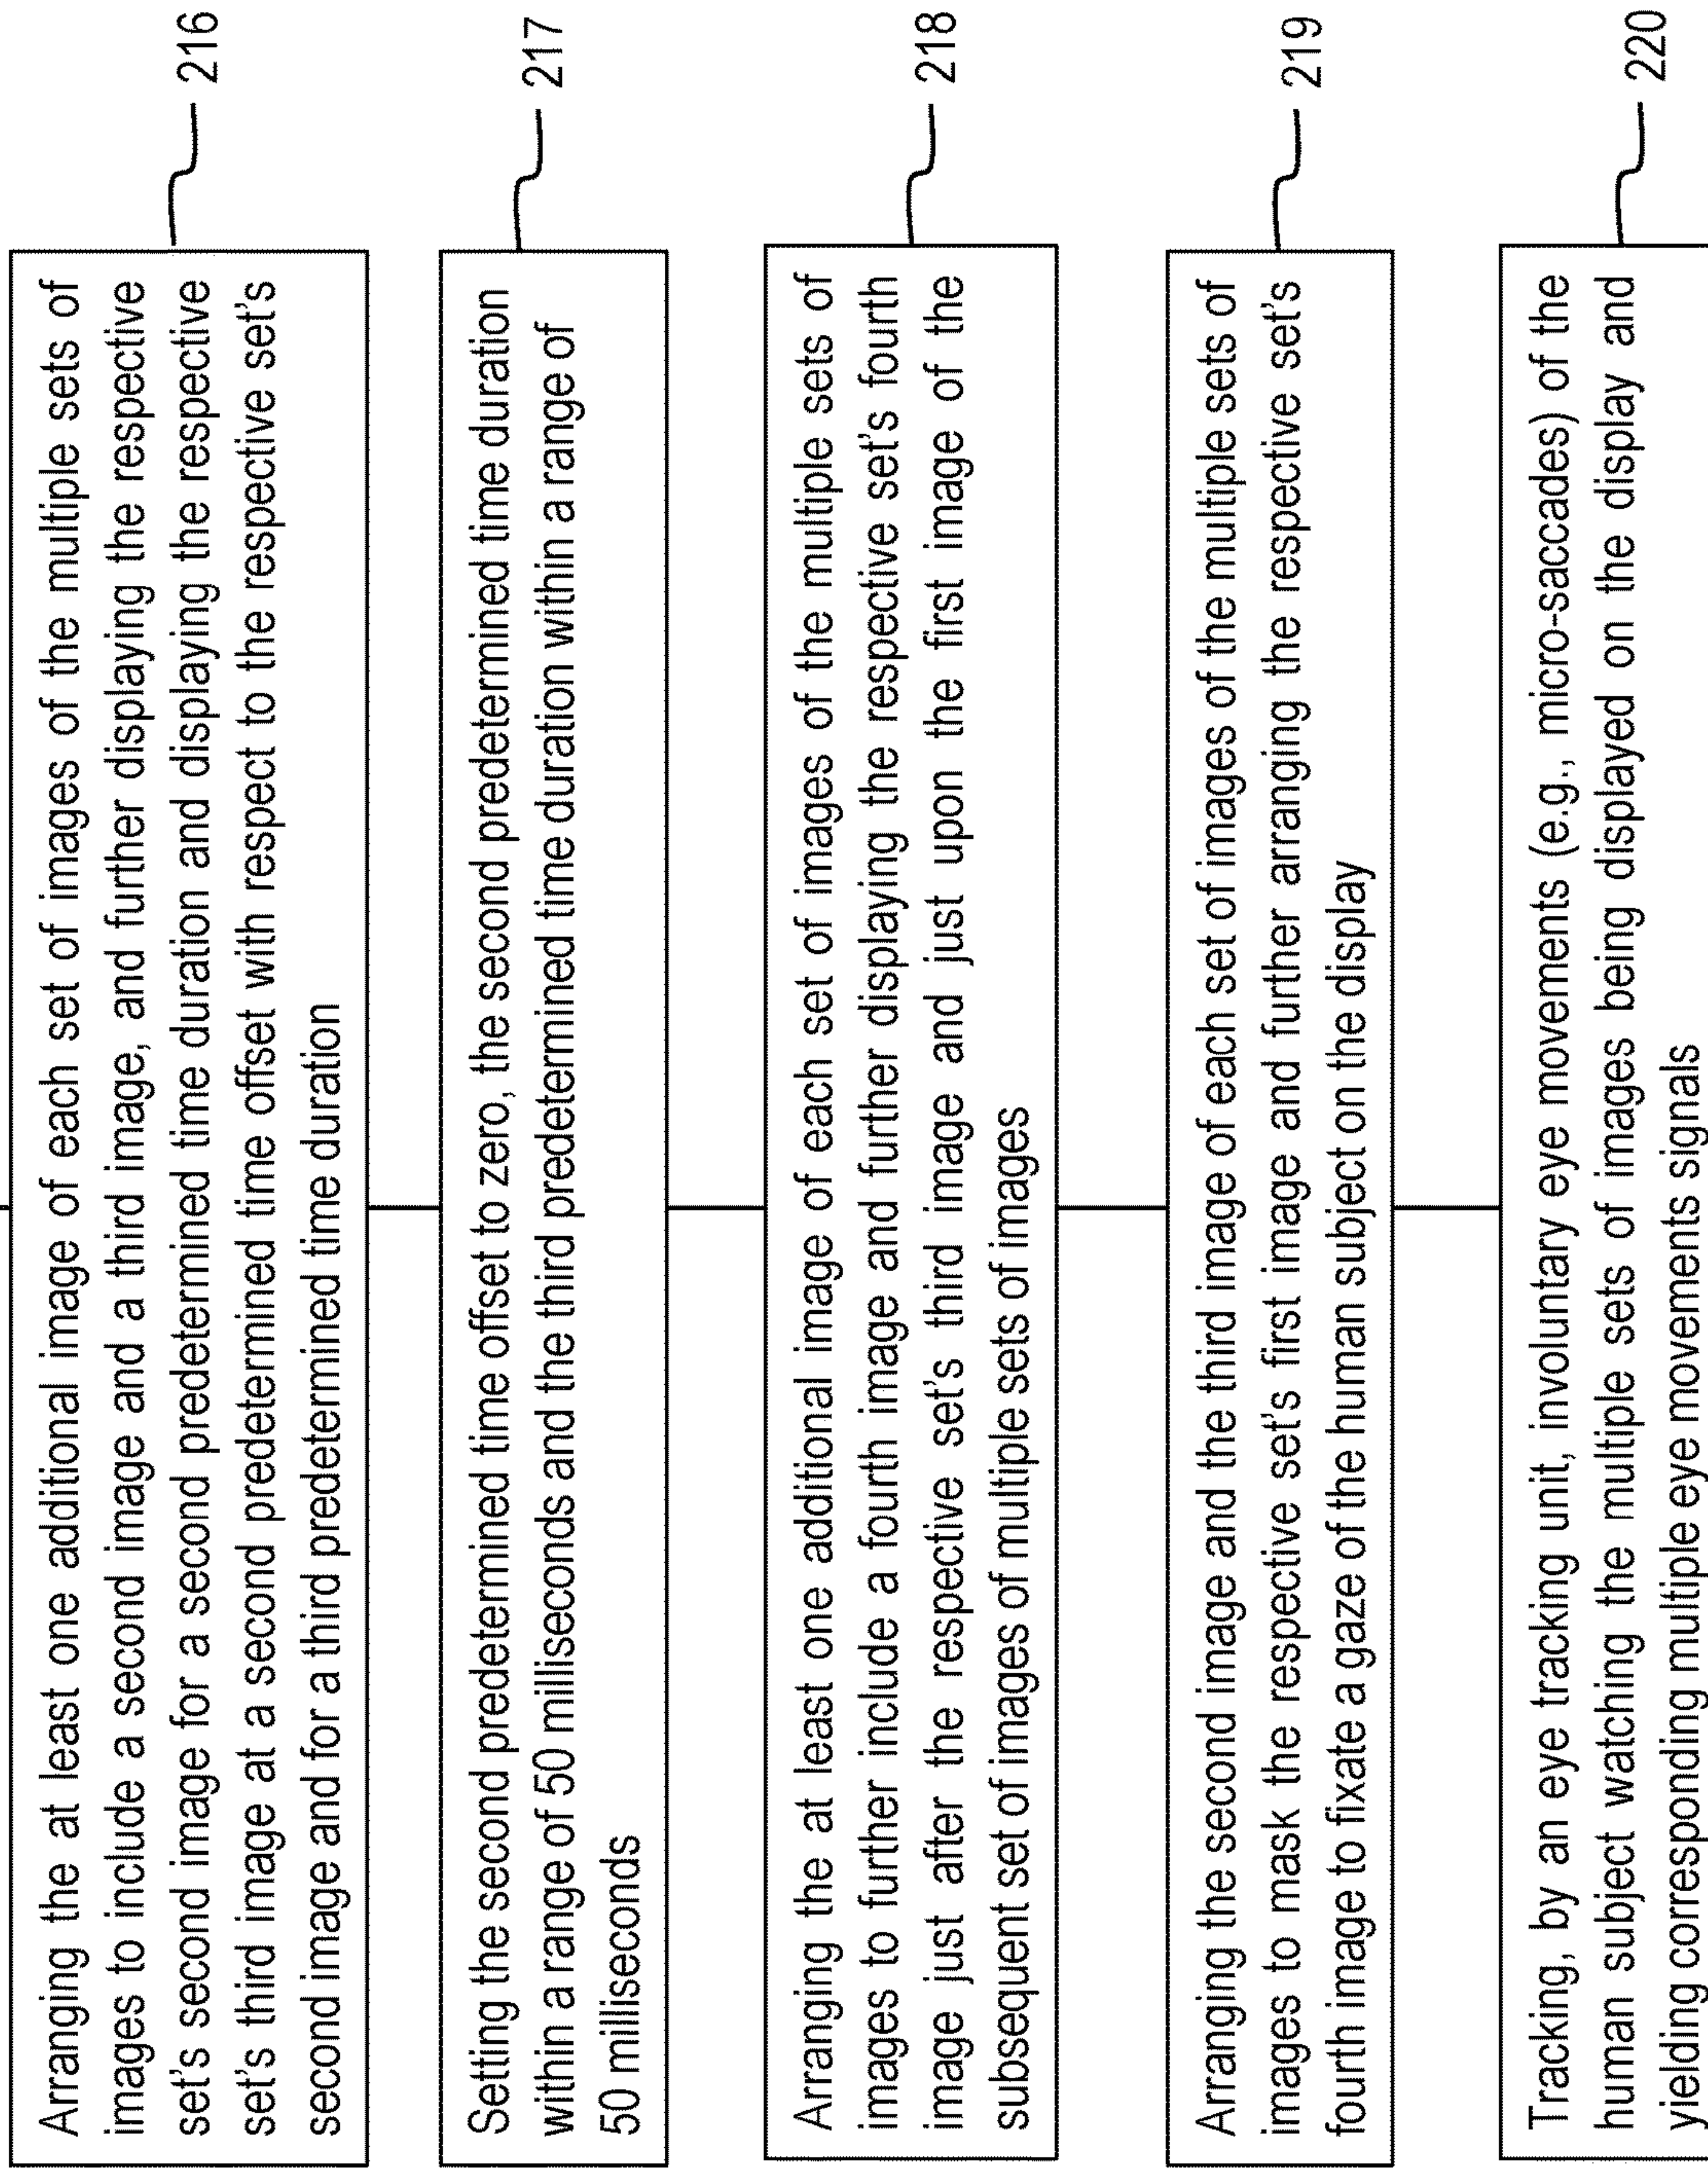 Arranging the at least one additional image of each set of images of the multiple sets of
images to include a second image and a third image, and further displaying the respective
set's second image for a second predetermined time duration and displaying the respective
set's third image at a second predetermined time offset with respect to the respective set's
second image and for a third predetermined time duration
216
Setting the second predetermined time offset to zero, the second predetermined time duration
within a range of 50 milliseconds and the third predetermined time duration within a range of
50 milliseconds
217
Arranging the at least one additional image of each set of images of the multiple sets of
images to further include a fourth image and further displaying the respective set's fourth
image just after the respective set's third image and just upon the first image of the
subsequent set of images of multiple sets of images
218
Arranging the second image and the third image of each set of images of the multiple sets of
images to mask the respective set's first image and further arranging the respective set's
fourth image to fixate a gaze of the human subject on the display
219
Tracking, by an eye tracking unit, involuntary eye movements (e.g., micro-saccades) of the
human subject watching the multiple sets of images being displayed on the display and
yielding corresponding multiple eye movements signals
220